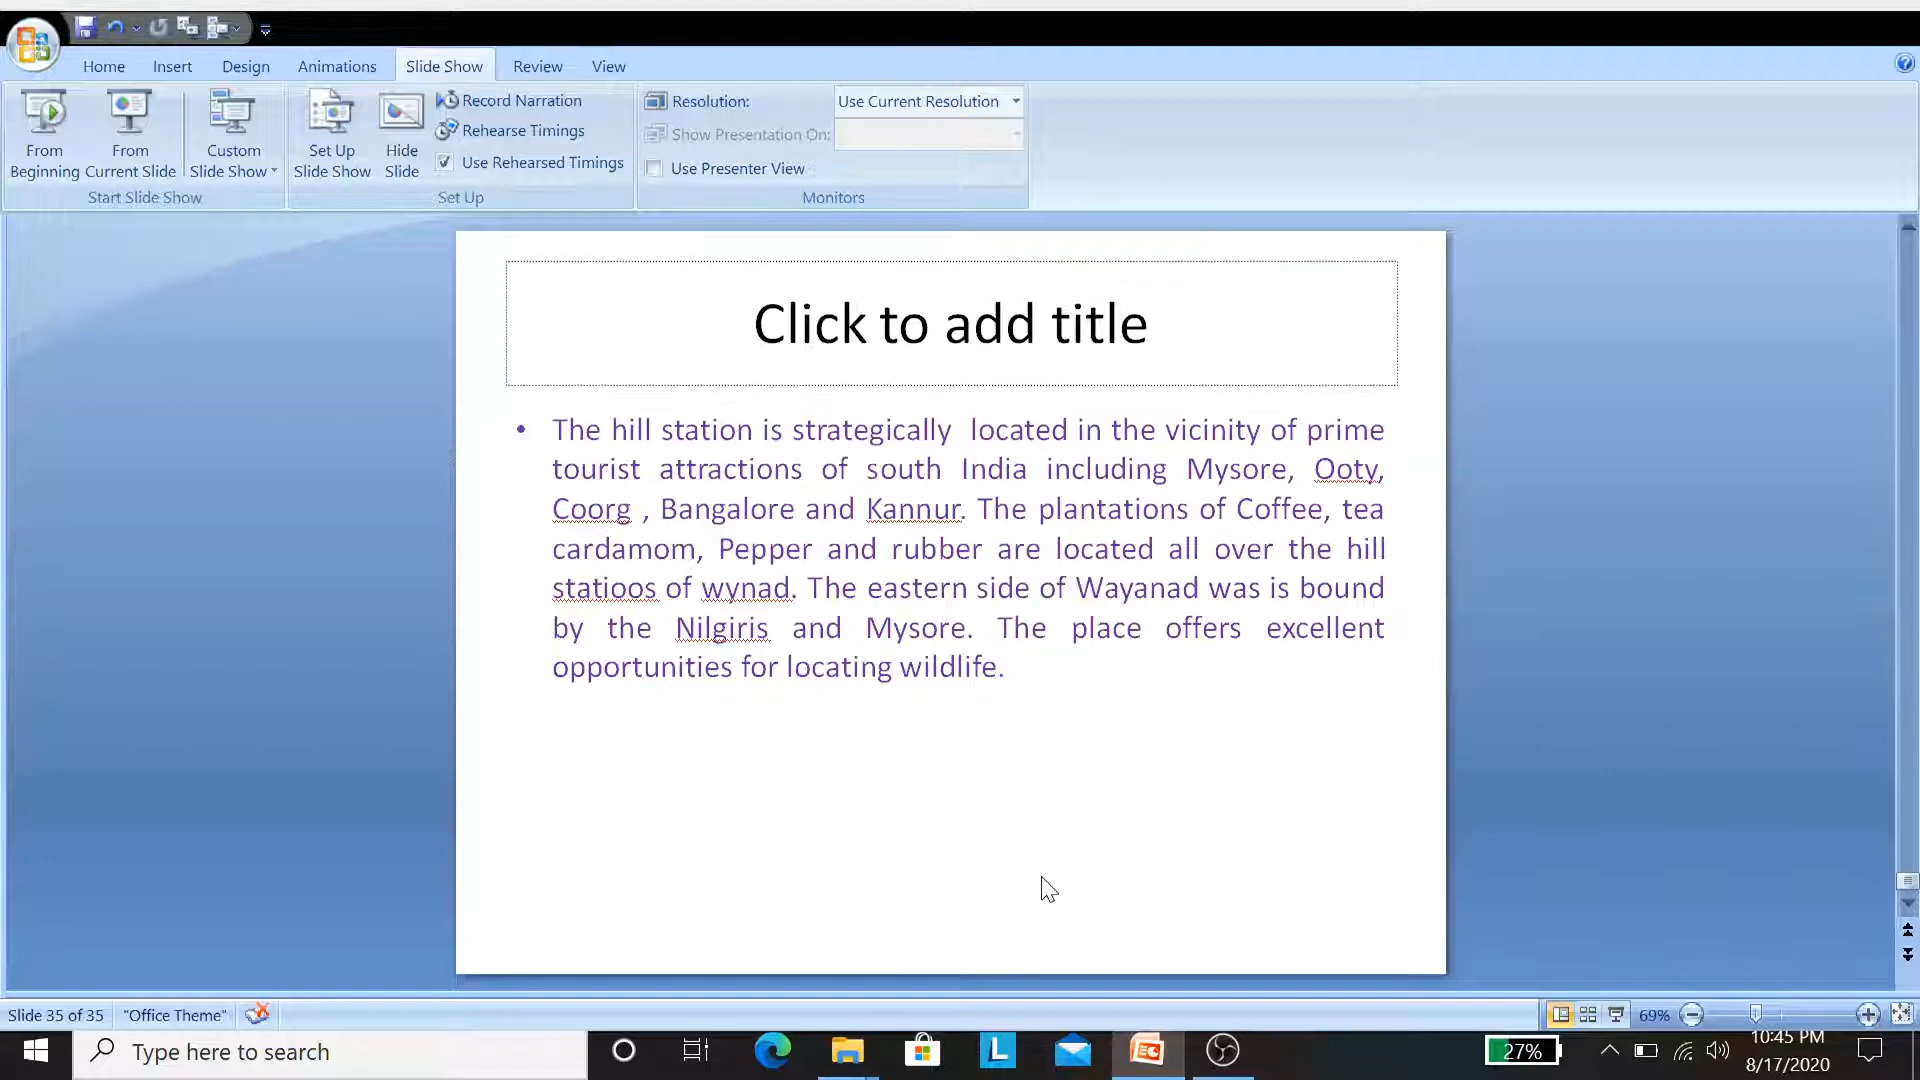 Home Insert Design Animations Slide Show Review View
Record Narration
Rehearse Timings
Use Rehearsed Timings
From Beginning
From Current Slide
Custom Slide Show
Set Up Slide Show
Hide Slide
Resolution: Use Current Resolution
Show Presentation On:
Use Presenter View
Start Slide Show
Set Up
Monitors
Click to add title
• The hill station is strategically located in the vicinity of prime
tourist attractions of south India including Mysore, Ooty,
Coorg , Bangalore and Kannur. The plantations of Coffee, tea
cardamom, Pepper and rubber are located all over the hill
statioos of wynad. The eastern side of Wayanad was is bound
by the Nilgiris and Mysore. The place offers excellent
opportunities for locating wildlife.
Slide 35 of 35 "Office Theme" 69%
Type here to search
27%
10:45 PM
8/17/2020